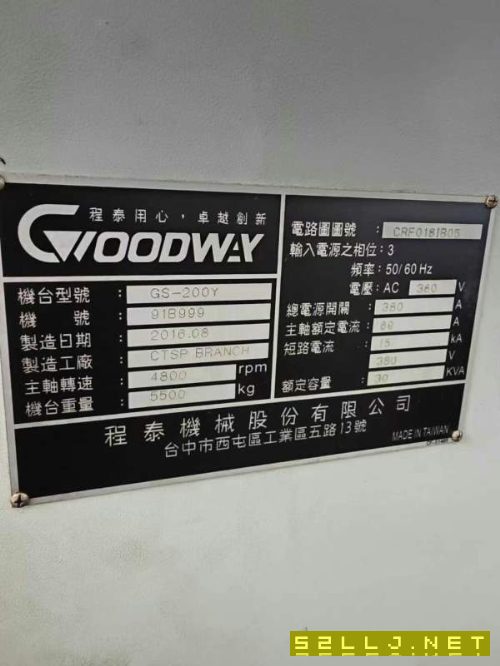 程泰用心，卓越創新
GOODWAY
機台型號：GS-200Y
機 號：91B999
製造日期：2016.08
製造工廠：CTSP BRANCH
主軸轉速：4800 rpm
機台重量：5500 kg
電路圖圖號：CRF0181B05
輸入電源之相位：3
頻率：50/60 Hz
電壓：AC 380 V
總電源開關：380 A
主軸額定電流：69 A
短路電流：15 kA
380 V
額定容量：30 KVA
程泰機械股份有限公司
台中市西屯區工業區五路13號
MADE IN TAIWAN
52LLJ.NET